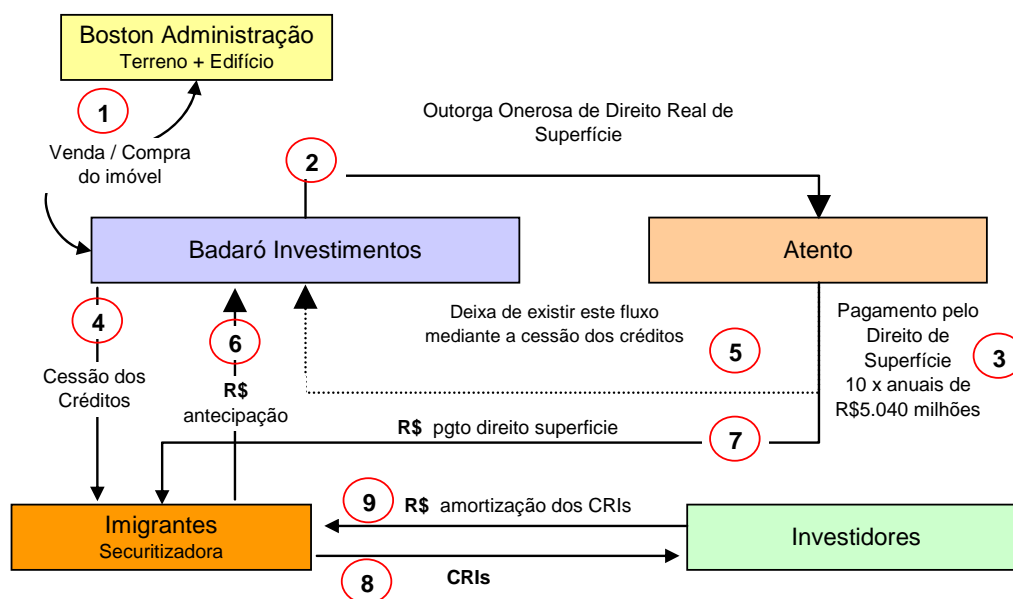 Boston Administração
Terreno + Edifício
1
Venda / Compra
do imóvel
Outorga Onerosa de Direito Real de
Superfície
2
Badaró Investimentos
Atento
4
Cessão dos
Créditos
6
R$
antecipação
Deixa de existir este fluxo
mediante a cessão dos créditos
5
Pagamento pelo
Direito de
Superfície
10 x anuais de
R$5.040 milhões
3
R$ pgto direito superficie
7
Imigrantes
Securitizadora
9
R$ amortização dos CRIs
8
CRIs
Investidores